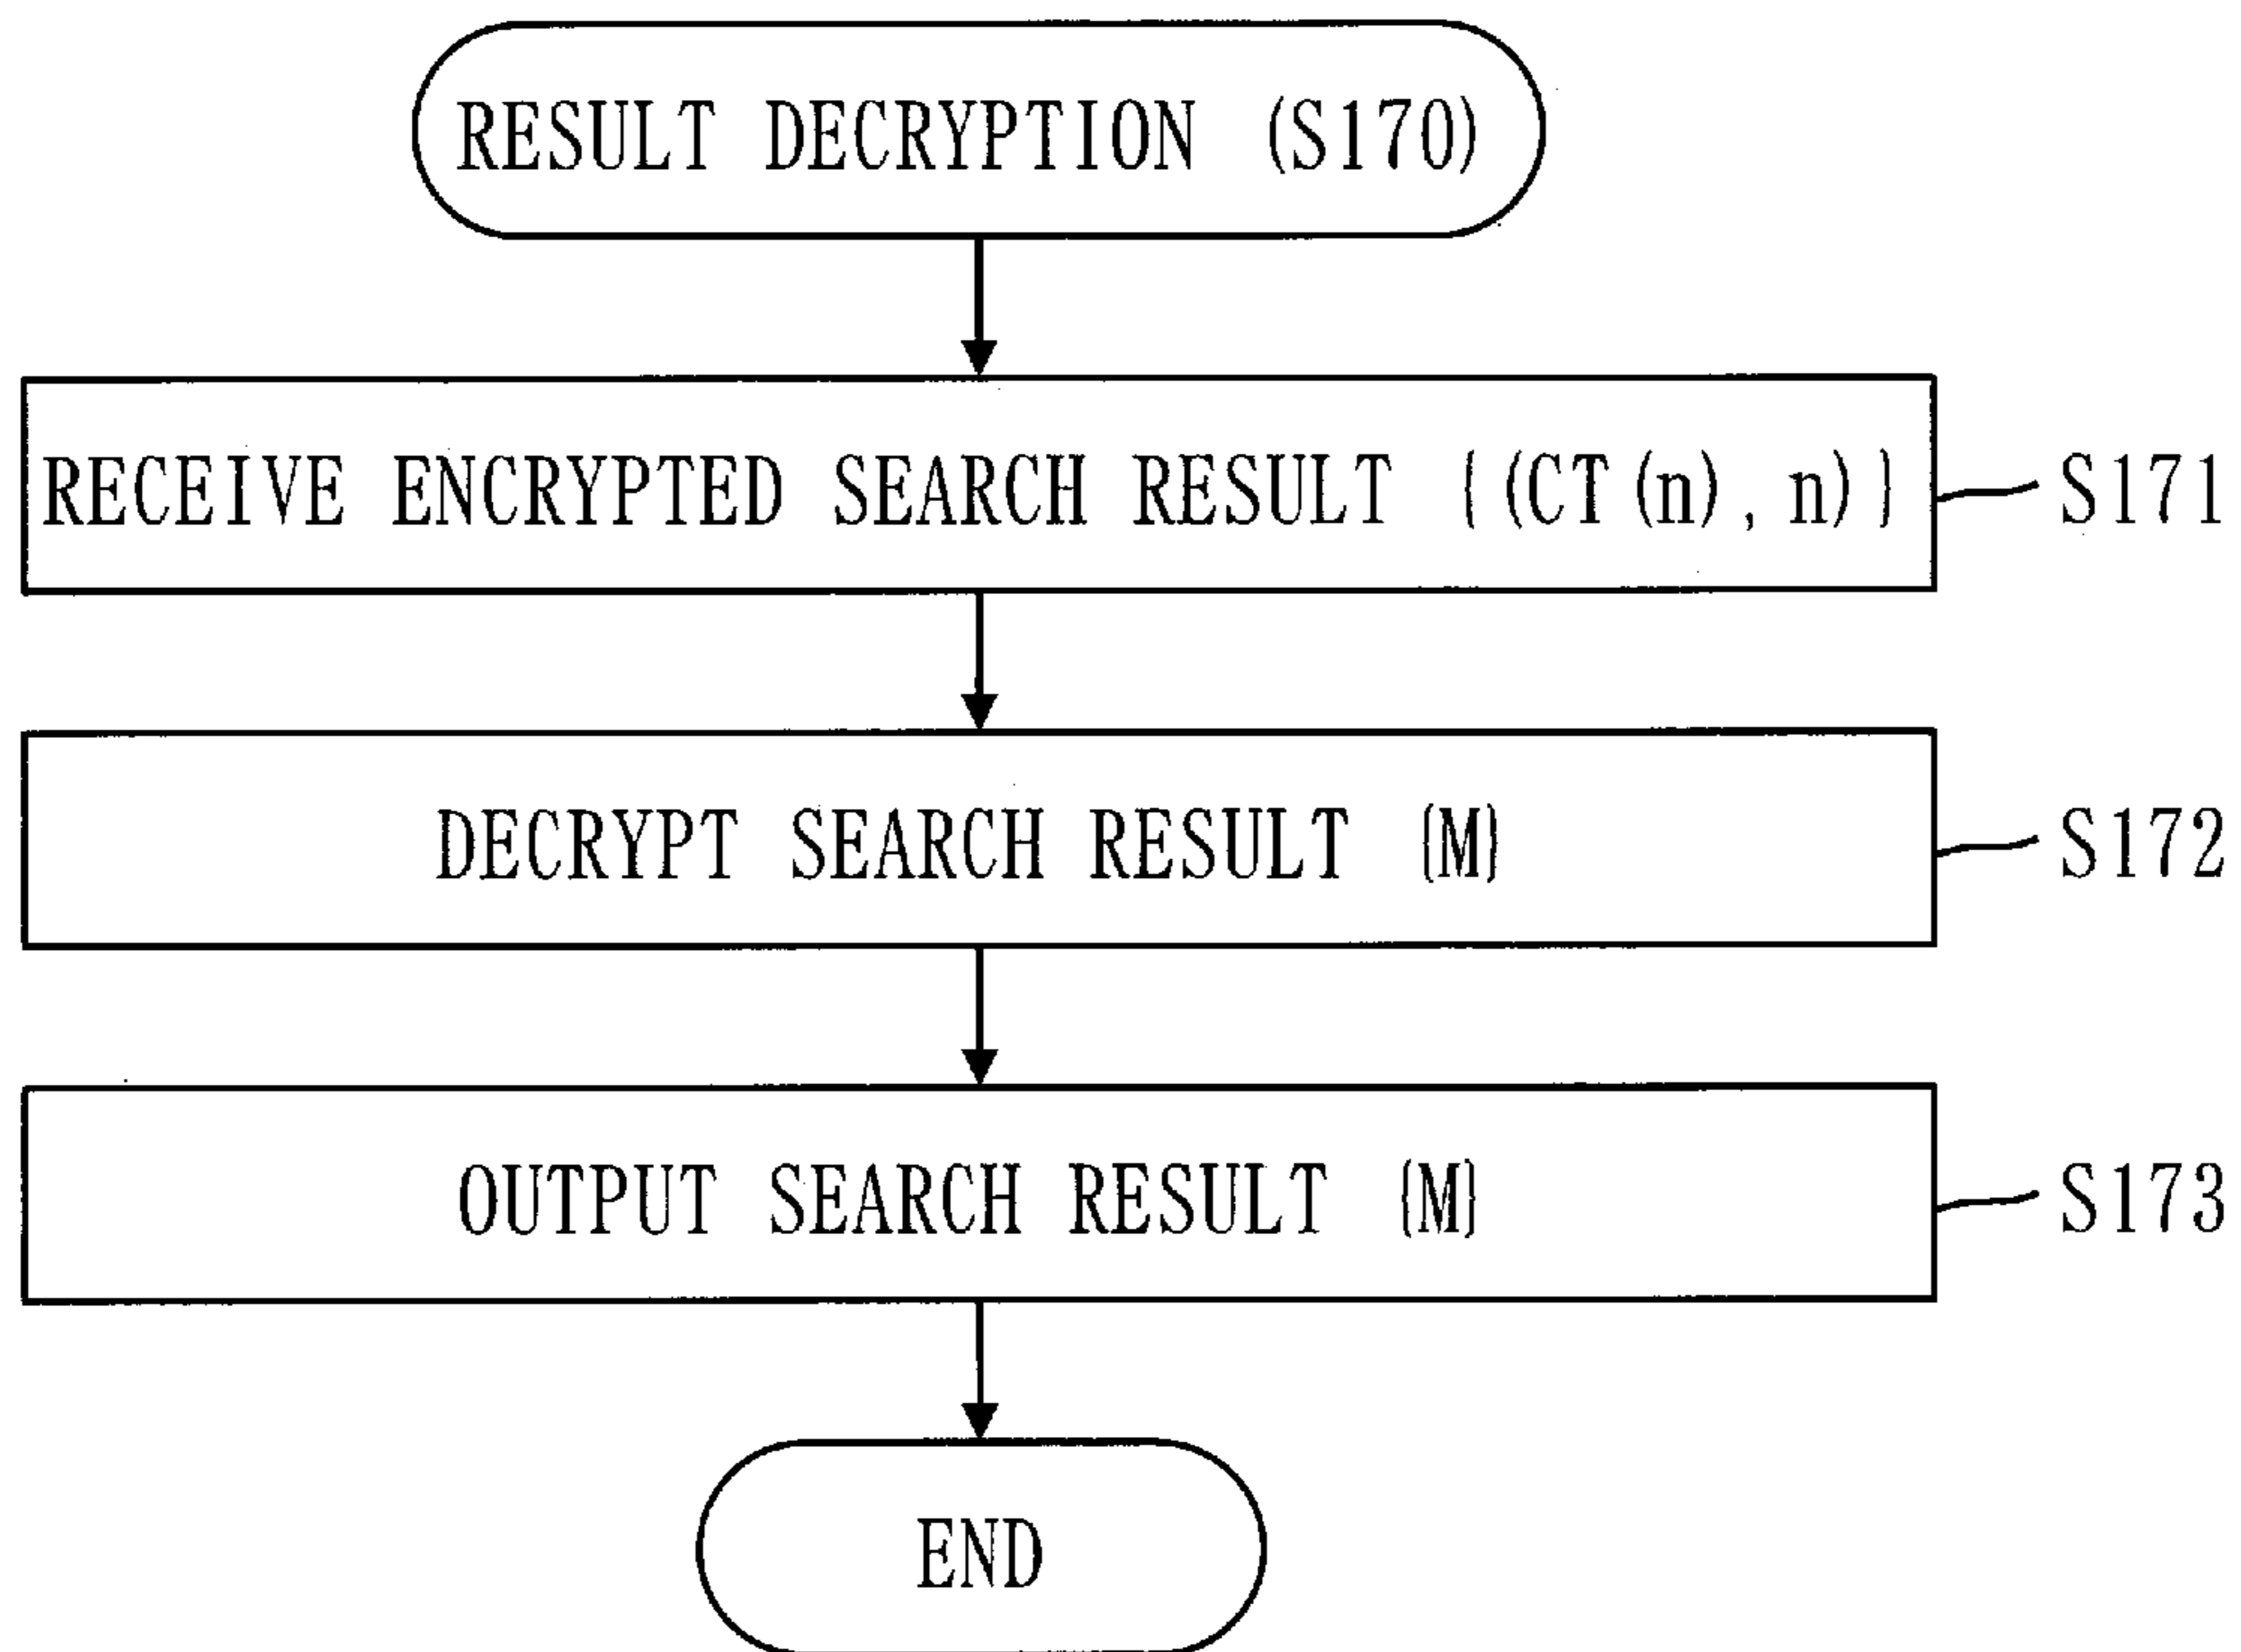 RESULT DECRYPTION (S170)
RECEIVE ENCRYPTED SEARCH RESULT {(CT(n), n)}
S171
DECRYPT SEARCH RESULT {M}
S172
OUTPUT SEARCH RESULT {M}
S173
END